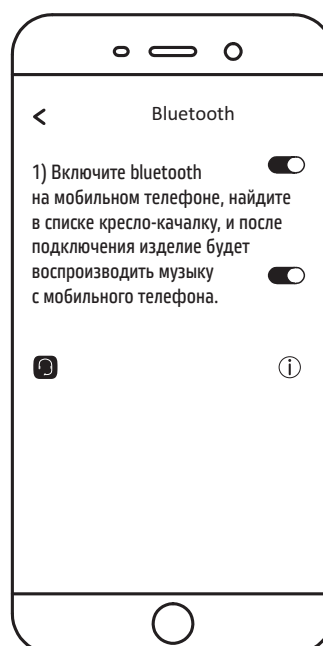 Bluetooth
1) Включите bluetooth
на мобильном телефоне, найдите
в списке кресло-качалку, и после
подключения изделие будет
воспроизводить музыку
с мобильного телефона.